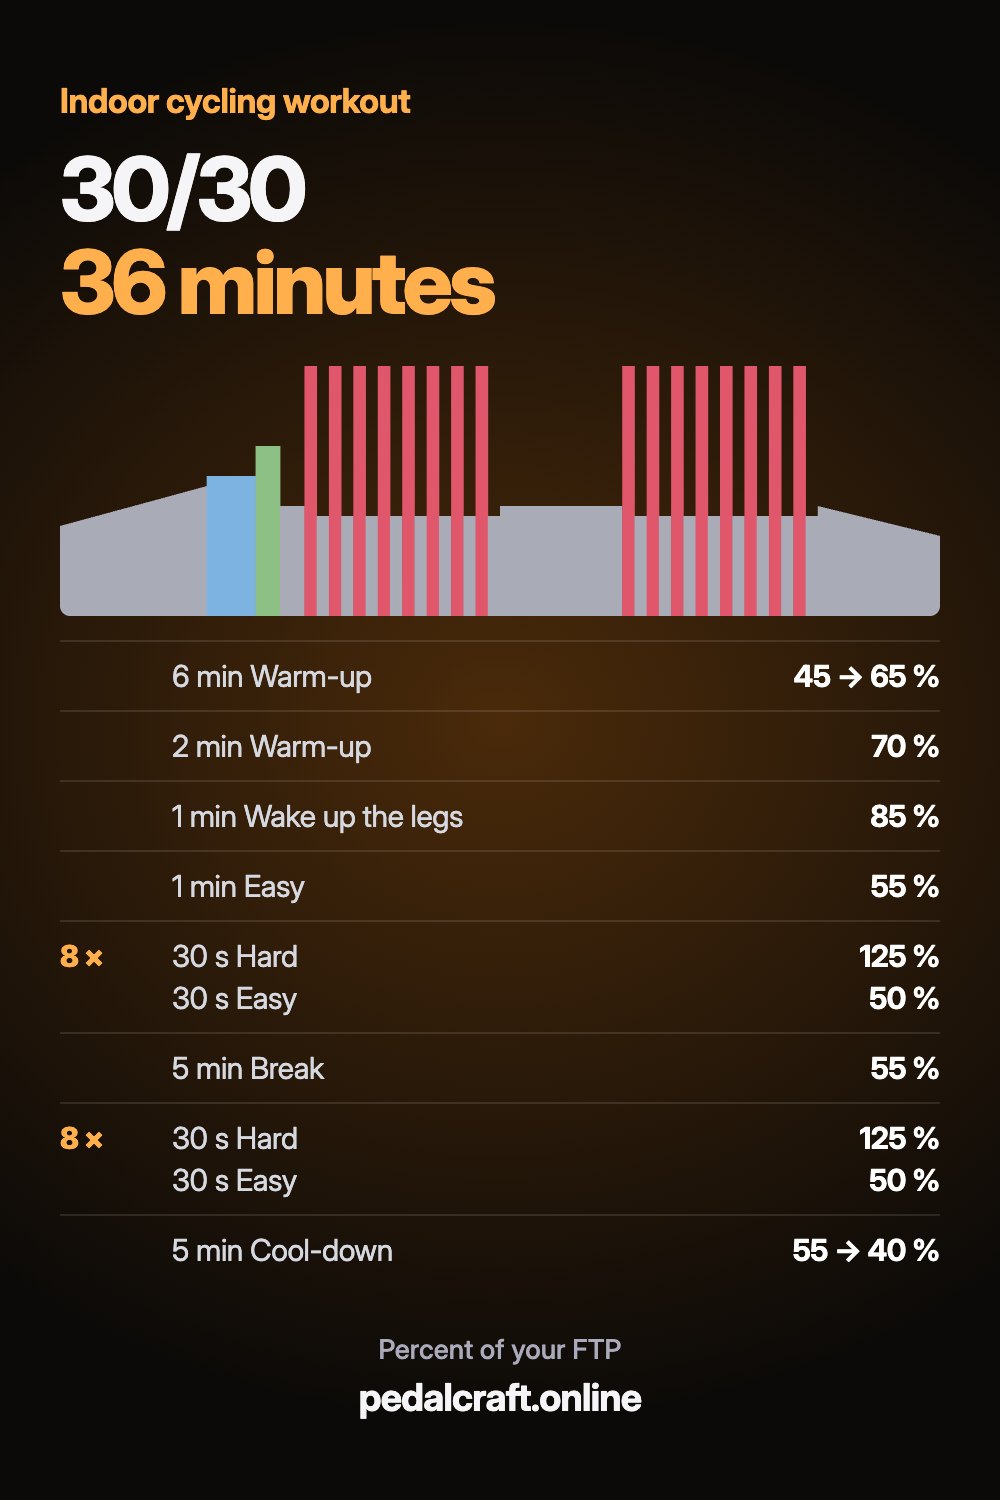 Indoor cycling workout
30/30
36 minutes
6 min Warm-up 45 → 65 %
2 min Warm-up 70 %
1 min Wake up the legs 85 %
1 min Easy 55 %
8 × 30 s Hard 125 %
30 s Easy 50 %
5 min Break 55 %
8 × 30 s Hard 125 %
30 s Easy 50 %
5 min Cool-down 55 → 40 %
Percent of your FTP
pedalcraft.online